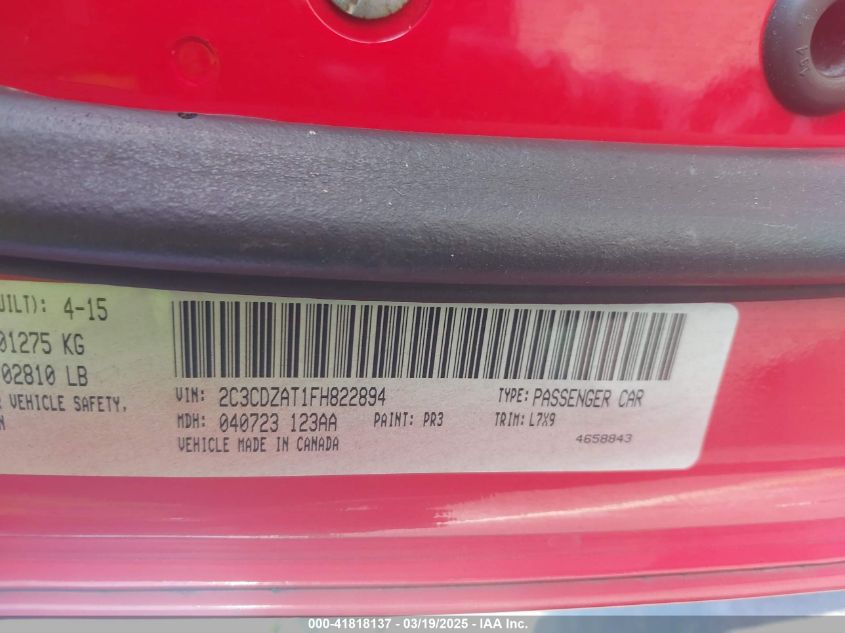 UILT): 4-15
01275 KG
02810 LB
VEHICLE SAFETY,
VIN: 2C3CDZAT1FH822894 TYPE: PASSENGER CAR
MDH: 040723 123AA PAINT: PR3 TRIM: L7X9
VEHICLE MADE IN CANADA 4658843
000-41818137 - 03/19/2025 - IAA Inc.